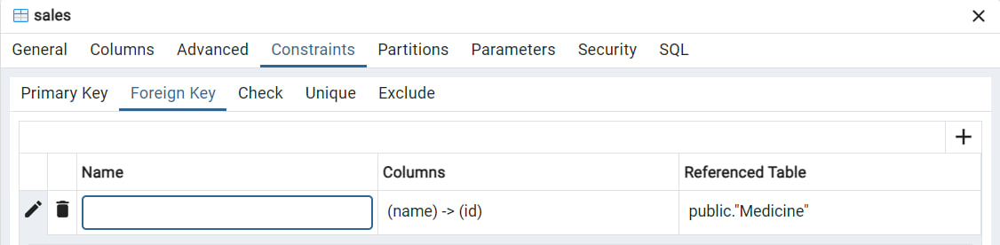 sales
General Columns Advanced Constraints Partitions Parameters Security SQL
Primary Key Foreign Key Check Unique Exclude
Name Columns Referenced Table
(name) -> (id) public."Medicine"